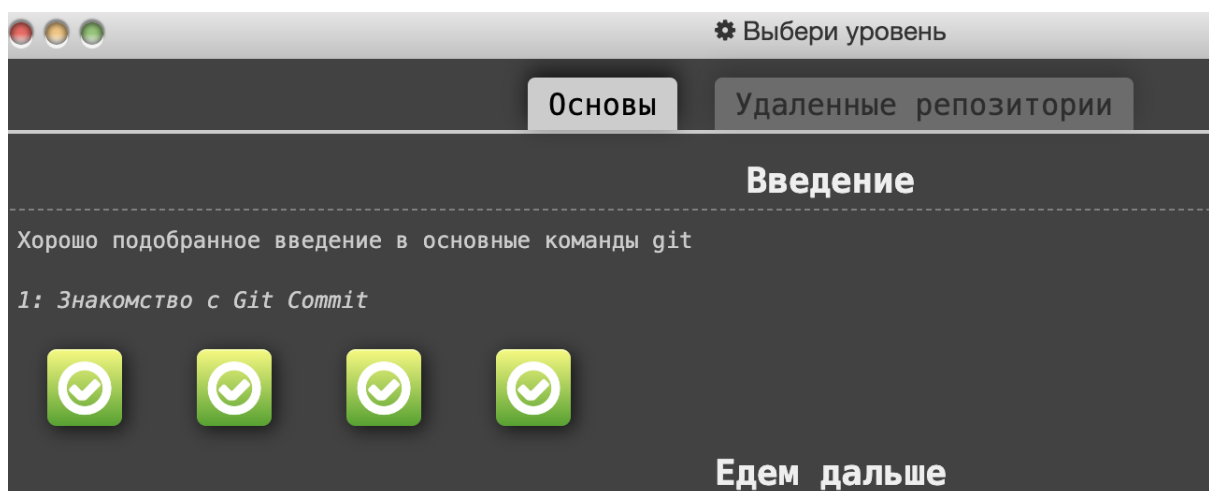 Выбери уровень
Основы
Удаленные репозитории
Введение
Хорошо подобранное введение в основные команды git
1: Знакомство с Git Commit
Едем дальше